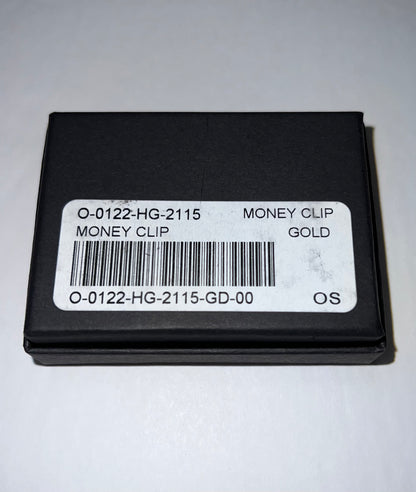 O-0122-HG-2115 MONEY CLIP
MONEY CLIP GOLD
O-0122-HG-2115-GD-00 OS